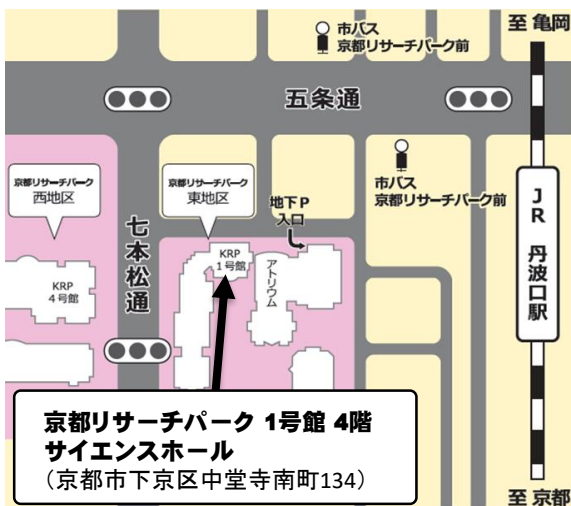 至 亀岡
市バス
京都リサーチパーク前
五条通
市バス
京都リサーチパーク前
京都リサーチパーク
西地区
京都リサーチパーク
東地区
地下P
入口
七本松通
JR 丹波口駅
KRP
1号館
アトリウム
KRP
4号館
京都リサーチパーク 1号館 4階
サイエンスホール
（京都市下京区中堂寺南町134）
至 京都